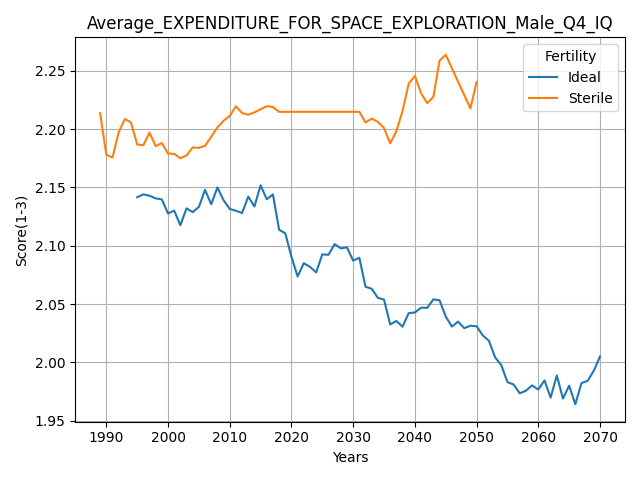 Average_EXPENDITURE_FOR_SPACE_EXPLORATION_Male_Q4_IQ
Fertility
Ideal
Sterile
Score(1-3)
2.25
2.20
2.15
2.10
2.05
2.00
1.95
1990 2000 2010 2020 2030 2040 2050 2060 2070
Years